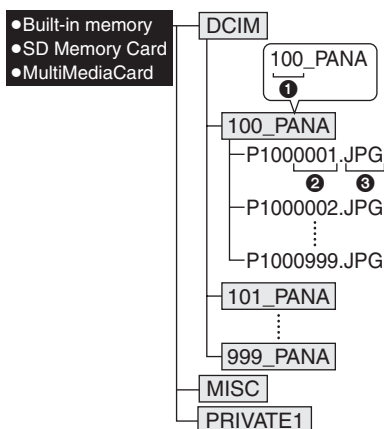 ●Built-in memory
●SD Memory Card
●MultiMediaCard
DCIM
100_PANA
❶
100_PANA
P1000001.JPG
❷ ❸
P1000002.JPG
P1000999.JPG
101_PANA
999_PANA
MISC
PRIVATE1